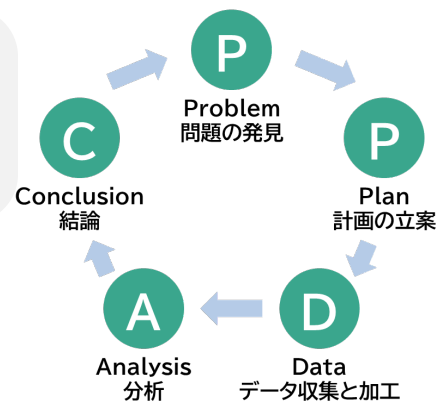 P
Problem
問題の発見
P
Plan
計画の立案
D
Data
データ収集と加工
A
Analysis
分析
C
Conclusion
結論